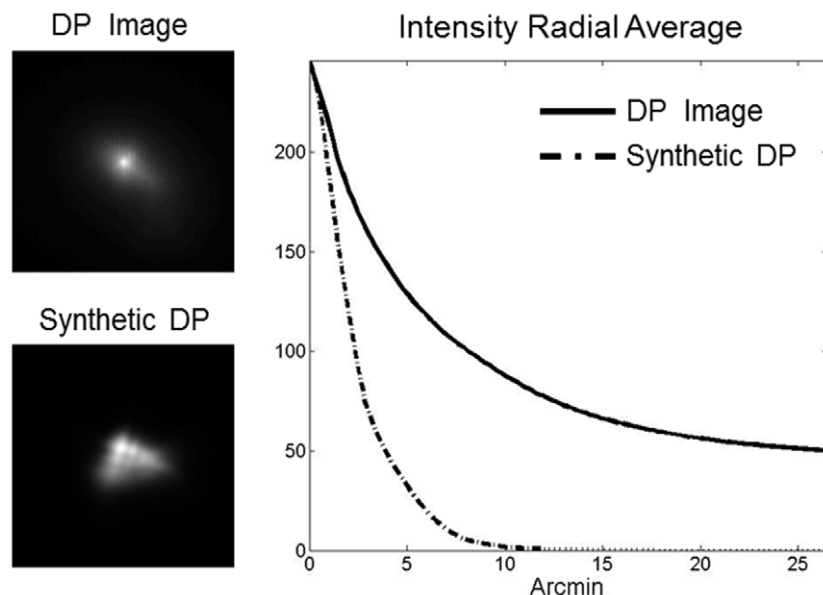 DP Image
Synthetic DP
Intensity Radial Average
DP Image
Synthetic DP
200
150
100
50
0
0 5 10 15 20 25
Arcmin